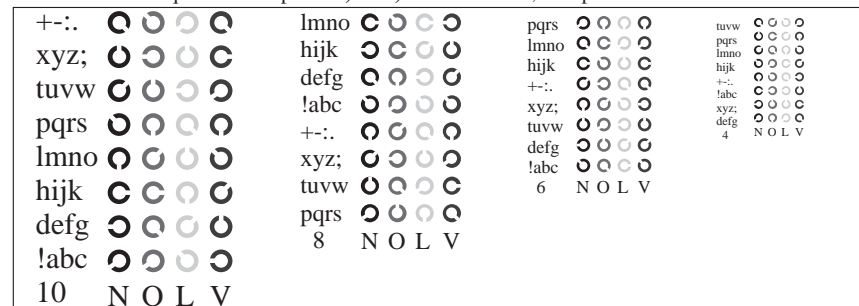 +-:.
xyz;
tuvw
pqrs
lmno
hijk
defg
!abc
10 N O L V
lmno
hijk
defg
!abc
+-:.
xyz;
tuvw
pqrs
8 N O L V
pqrs
lmno
hijk
+-:.
xyz;
tuvw
defg
!abc
6 N O L V
tuvw
pqrs
lmno
hijk
+-:.
!abc
xyz;
defg
4 N O L V